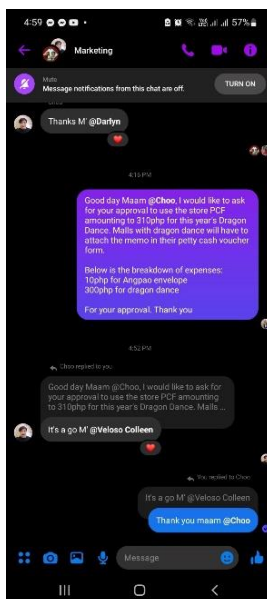 4:59
57%
Marketing
Mute
Message notifications from this chat are off.
TURN ON
Thanks M' @Darlyn
4:15 PM
Good day Maam @Choo, I would like to ask
for your approval to use the store PCF
amounting to 310php for this year's Dragon
Dance. Malls with dragon dance will have to
attach the memo in their petty cash voucher
form.
Below is the breakdown of expenses:
10php for Angpao envelope
300php for dragon dance
For your approval. Thank you
4:52 PM
Choo replied to you
Good day Maam @Choo, I would like to ask for
your approval to use the store PCF amounting
to 310php for this year's Dragon Dance. Malls ...
It's a go M' @Veloso Colleen
You replied to Choo
It's a go M' @Veloso Colleen
Thank you maam @Choo
Message